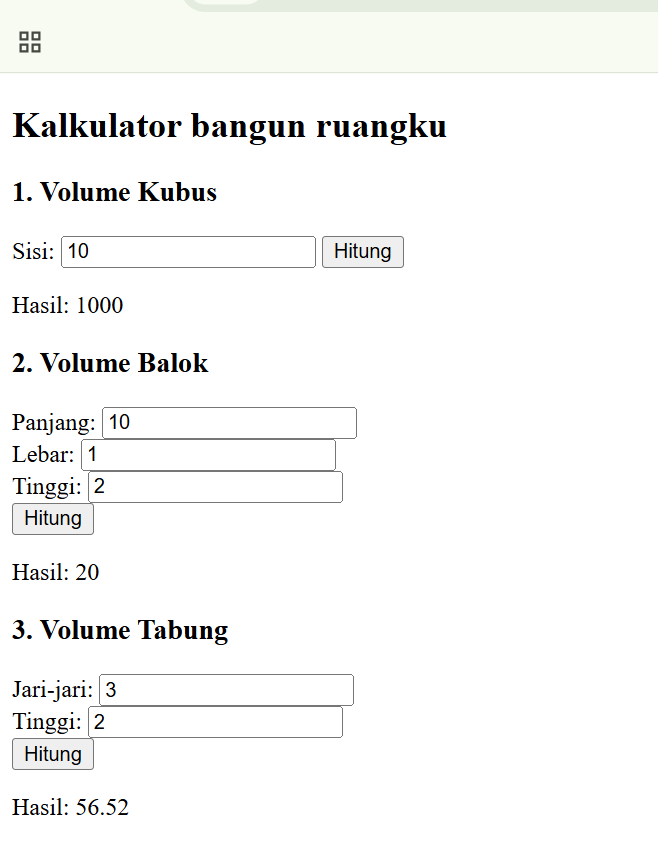 Kalkulator bangun ruangku
1. Volume Kubus
Sisi: 10 Hitung
Hasil: 1000
2. Volume Balok
Panjang: 10
Lebar: 1
Tinggi: 2
Hitung
Hasil: 20
3. Volume Tabung
Jari-jari: 3
Tinggi: 2
Hitung
Hasil: 56.52